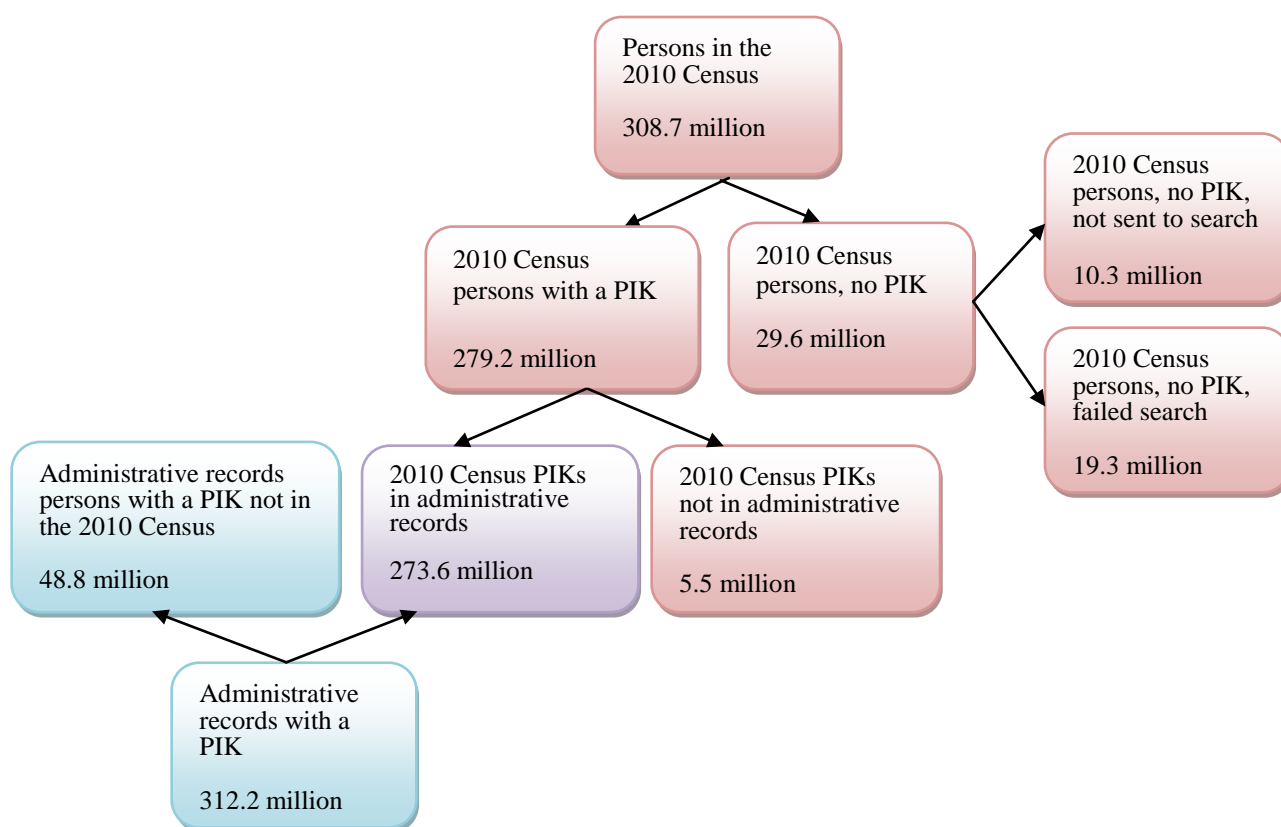 Persons in the
2010 Census
308.7 million
2010 Census
persons with a PIK
279.2 million
2010 Census
persons, no PIK
29.6 million
2010 Census
persons, no PIK,
not sent to search
10.3 million
2010 Census
persons, no PIK,
failed search
19.3 million
Administrative records
persons with a PIK not in
the 2010 Census
48.8 million
2010 Census PIKs
in administrative
records
273.6 million
2010 Census PIKs
not in administrative
records
5.5 million
Administrative
records with a
PIK
312.2 million